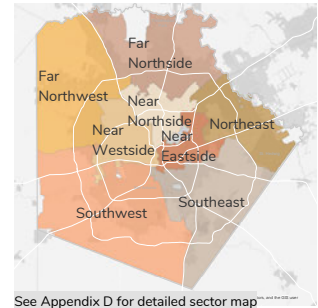 Far
Northside
Far
Northwest
Near
Northside
Near
Westside
Near
Eastside
Northeast
Southwest
Southeast
See Appendix D for detailed sector map